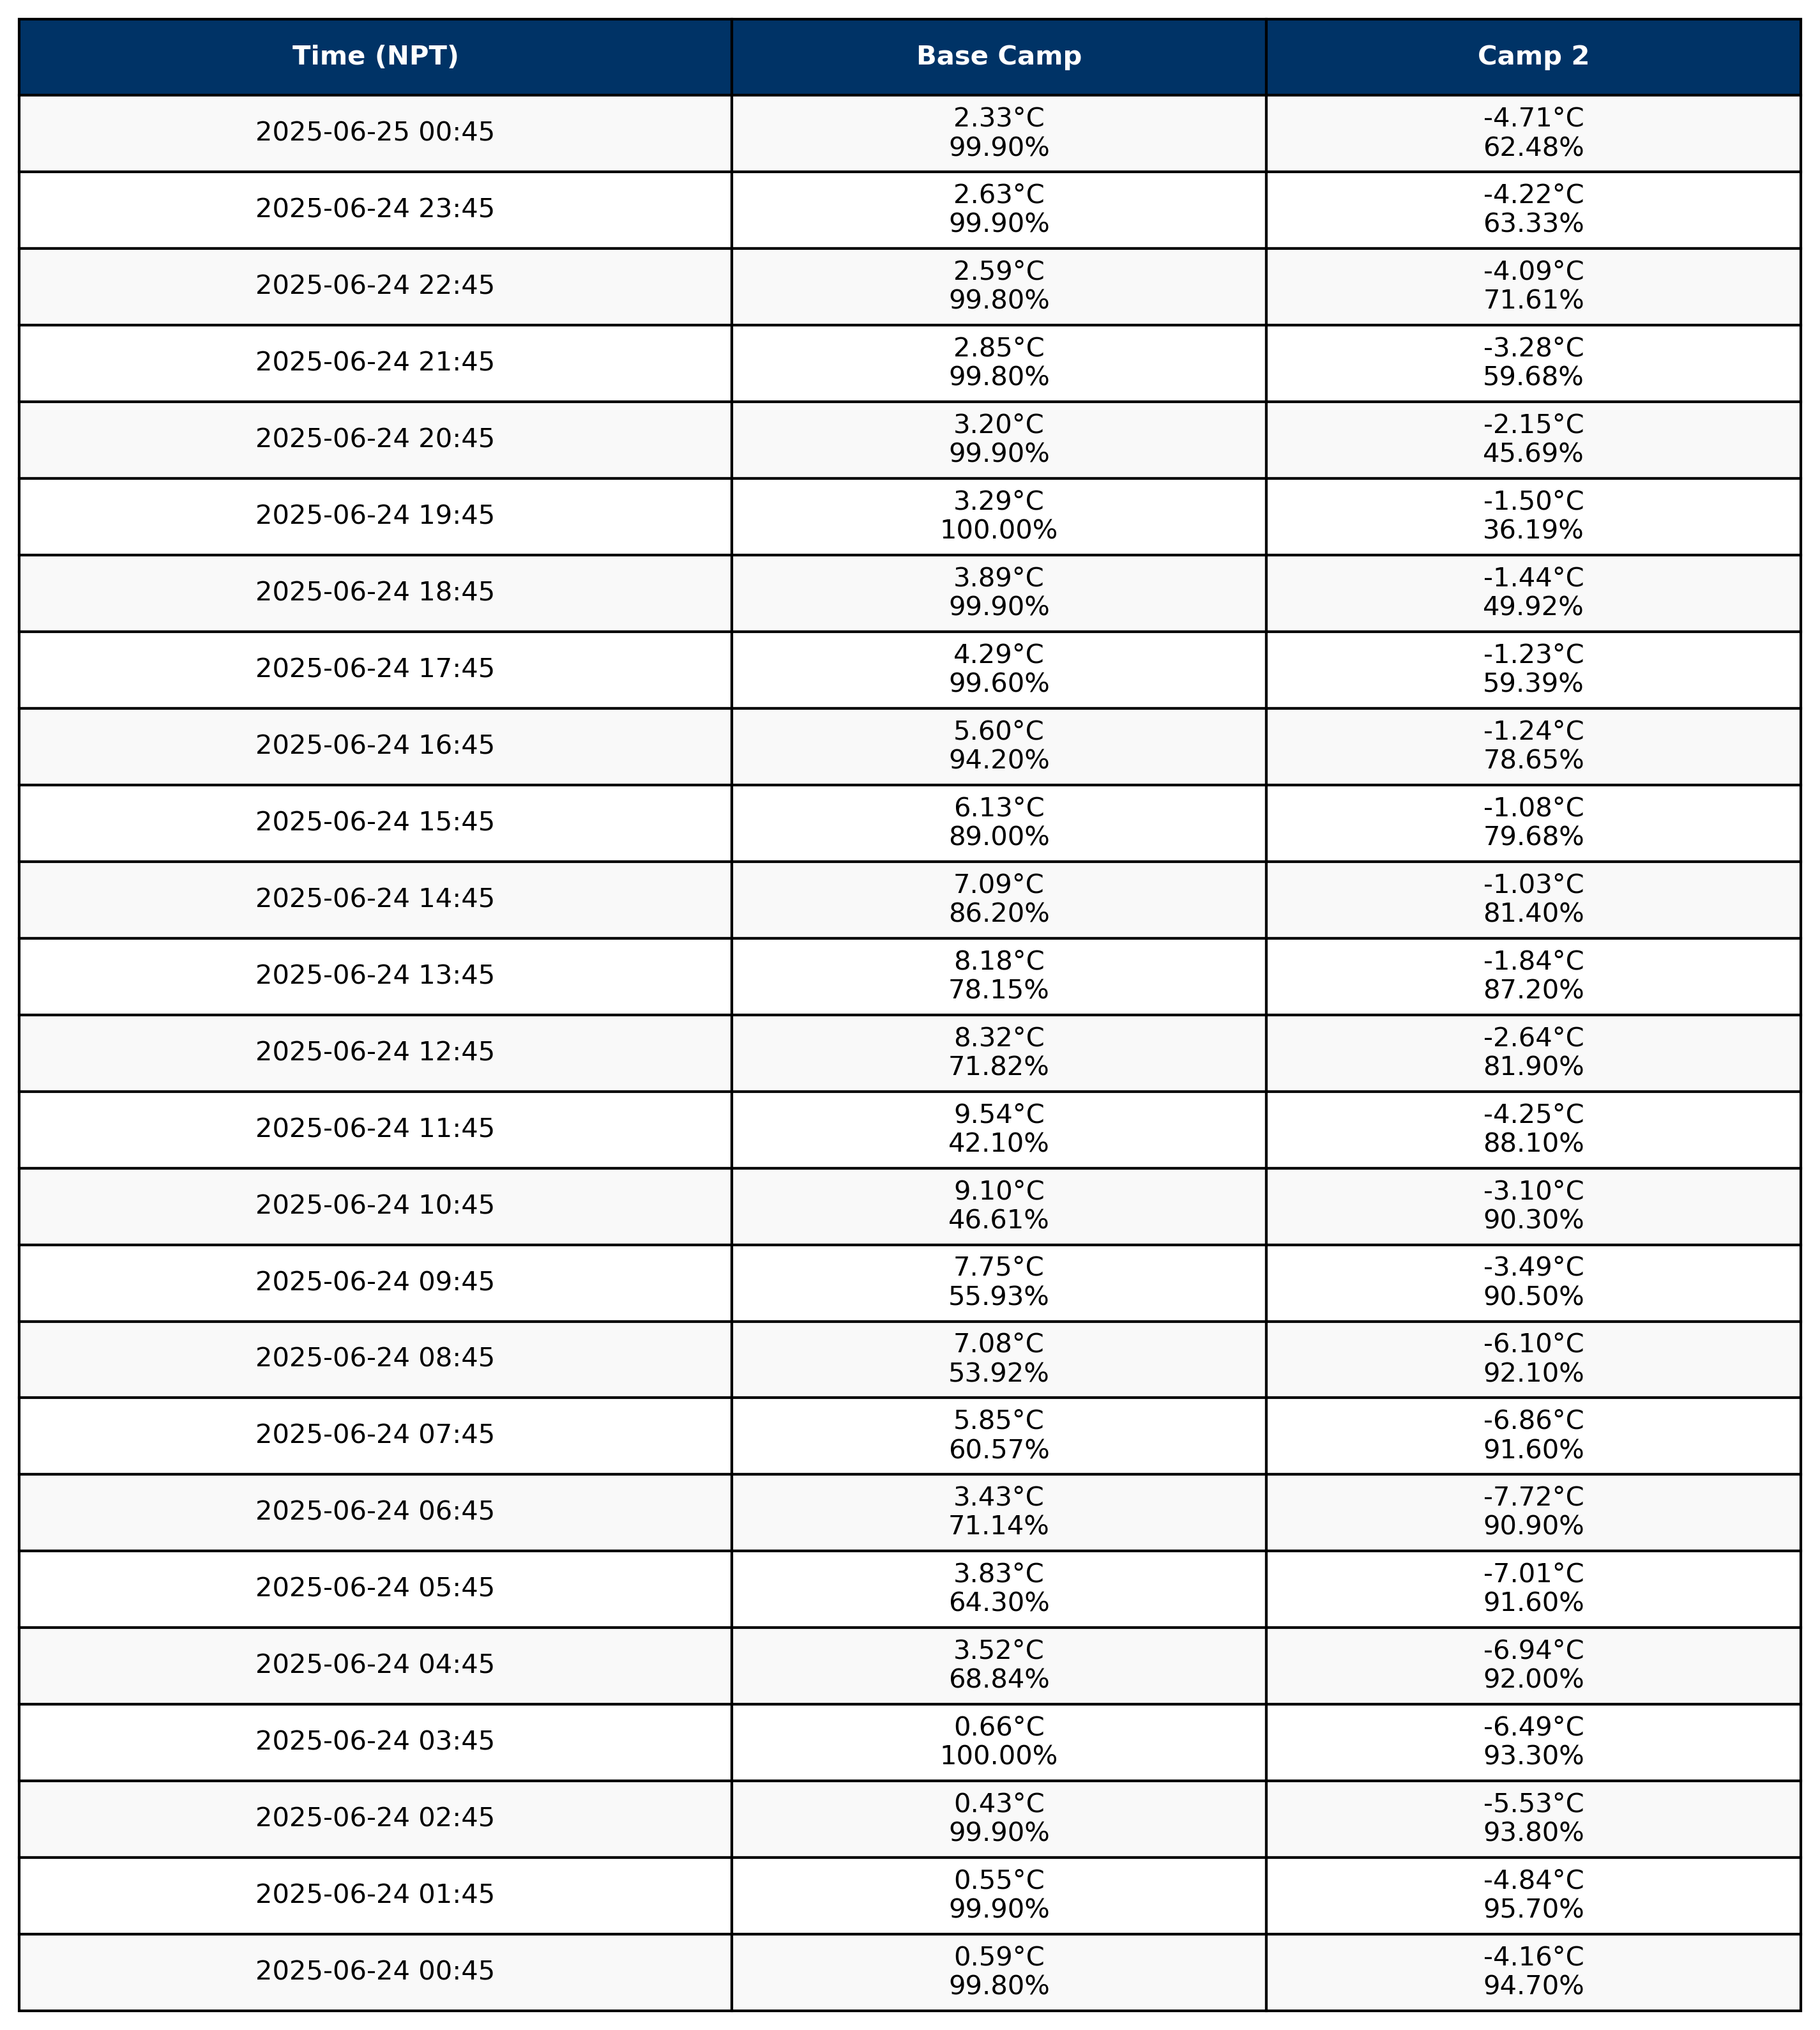 Time (NPT) Base Camp Camp 2
2025-06-25 00:45 2.33°C -4.71°C
99.90% 62.48%
2025-06-24 23:45 2.63°C -4.22°C
99.90% 63.33%
2025-06-24 22:45 2.59°C -4.09°C
99.80% 71.61%
2025-06-24 21:45 2.85°C -3.28°C
99.80% 59.68%
2025-06-24 20:45 3.20°C -2.15°C
99.90% 45.69%
2025-06-24 19:45 3.29°C -1.50°C
100.00% 36.19%
2025-06-24 18:45 3.89°C -1.44°C
99.90% 49.92%
2025-06-24 17:45 4.29°C -1.23°C
99.60% 59.39%
2025-06-24 16:45 5.60°C -1.24°C
94.20% 78.65%
2025-06-24 15:45 6.13°C -1.08°C
89.00% 79.68%
2025-06-24 14:45 7.09°C -1.03°C
86.20% 81.40%
2025-06-24 13:45 8.18°C -1.84°C
78.15% 87.20%
2025-06-24 12:45 8.32°C -2.64°C
71.82% 81.90%
2025-06-24 11:45 9.54°C -4.25°C
42.10% 88.10%
2025-06-24 10:45 9.10°C -3.10°C
46.61% 90.30%
2025-06-24 09:45 7.75°C -3.49°C
55.93% 90.50%
2025-06-24 08:45 7.08°C -6.10°C
53.92% 92.10%
2025-06-24 07:45 5.85°C -6.86°C
60.57% 91.60%
2025-06-24 06:45 3.43°C -7.72°C
71.14% 90.90%
2025-06-24 05:45 3.83°C -7.01°C
64.30% 91.60%
2025-06-24 04:45 3.52°C -6.94°C
68.84% 92.00%
2025-06-24 03:45 0.66°C -6.49°C
100.00% 93.30%
2025-06-24 02:45 0.43°C -5.53°C
99.90% 93.80%
2025-06-24 01:45 0.55°C -4.84°C
99.90% 95.70%
2025-06-24 00:45 0.59°C -4.16°C
99.80% 94.70%